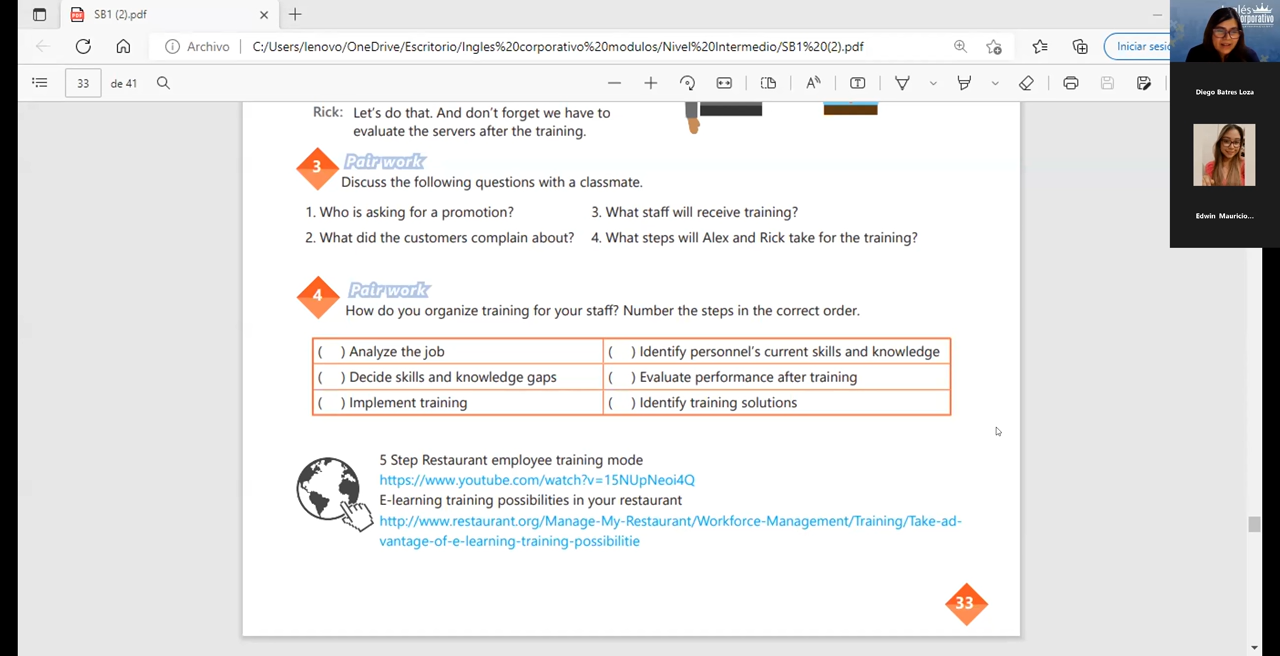 SB1 (2).pdf
Archivo
C:/Users/lenovo/OneDrive/Escritorio/Ingles%20corporativo%20modulos/Nivel%20Intermedio/SB1%20(2).pdf
Iniciar sesi
33 de 41
Inglés
corporativo
(2)
Diego Batres Loza
Edwin Mauricio...
Rick: Let's do that. And don't forget we have to
evaluate the servers after the training.
3 Pair work
Discuss the following questions with a classmate.
1. Who is asking for a promotion?
2. What did the customers complain about?
3. What staff will receive training?
4. What steps will Alex and Rick take for the training?
4 Pair work
How do you organize training for your staff? Number the steps in the correct order.
( ) Analyze the job
( ) Identify personnel's current skills and knowledge
( ) Decide skills and knowledge gaps
( ) Evaluate performance after training
( ) Implement training
( ) Identify training solutions
5 Step Restaurant employee training mode
https://www.youtube.com/watch?v=15NUpNeoi4Q
E-learning training possibilities in your restaurant
http://www.restaurant.org/Manage-My-Restaurant/Workforce-Management/Training/Take-ad-
vantage-of-e-learning-training-possibilitie
33